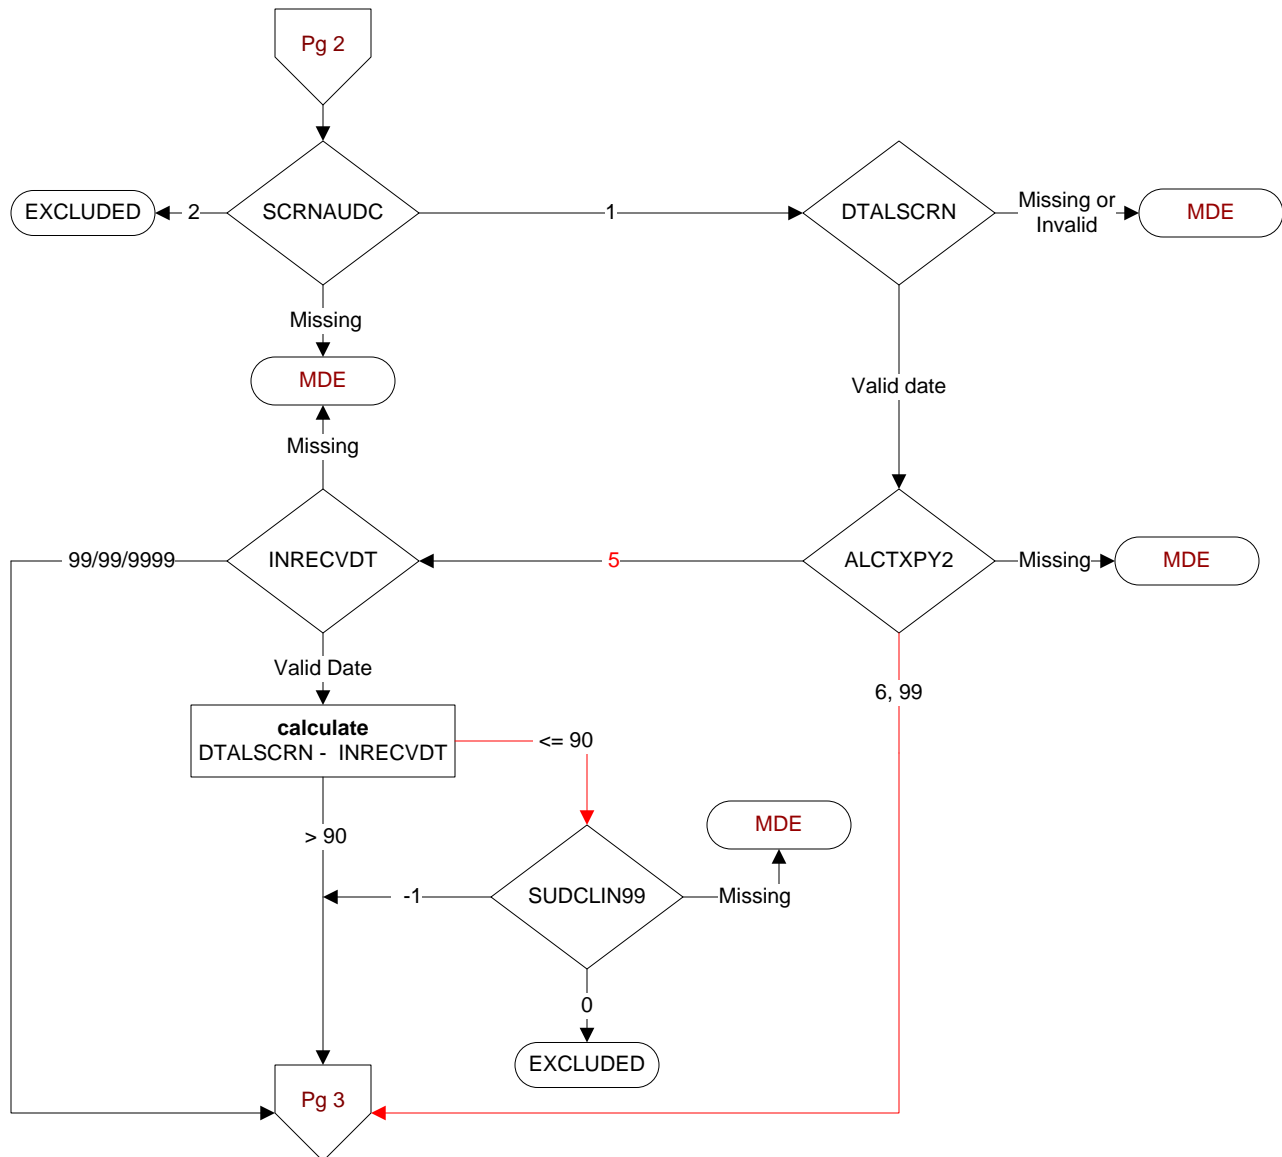 Pg 2
EXCLUDED
2
SCRNAUDC
1
DTALSCRN
Missing or
Invalid
MDE
Missing
MDE
Valid date
Missing
99/99/9999
INRECVDT
5
ALCTXPY2
Missing
MDE
Valid Date
6, 99
calculate
DTALSCRN - INRECVDT
<= 90
> 90
MDE
-1
SUDCLIN99
Missing
0
EXCLUDED
Pg 3